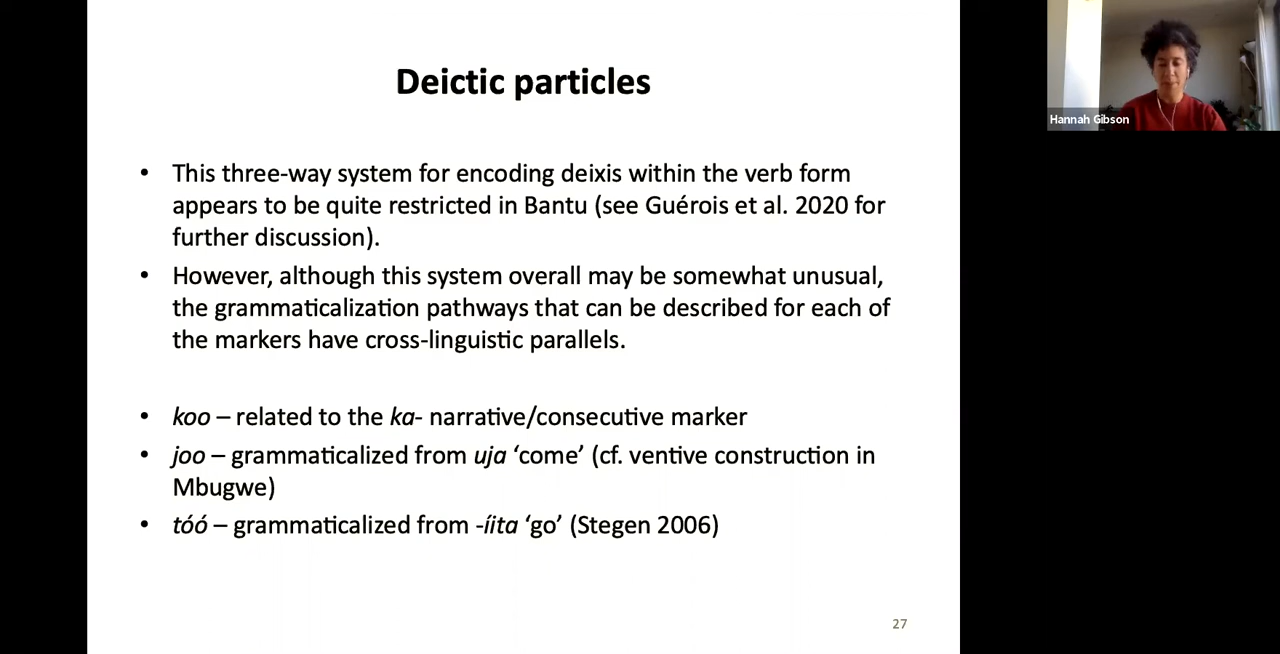 Deictic particles
• This three-way system for encoding deixis within the verb form
appears to be quite restricted in Bantu (see Guérois et al. 2020 for
further discussion).
• However, although this system overall may be somewhat unusual,
the grammaticalization pathways that can be described for each of
the markers have cross-linguistic parallels.
• koo – related to the ka- narrative/consecutive marker
• joo – grammaticalized from uja ‘come’ (cf. ventive construction in
Mbugwe)
• tóó – grammaticalized from -íita ‘go’ (Stegen 2006)
27
Hannah Gibson